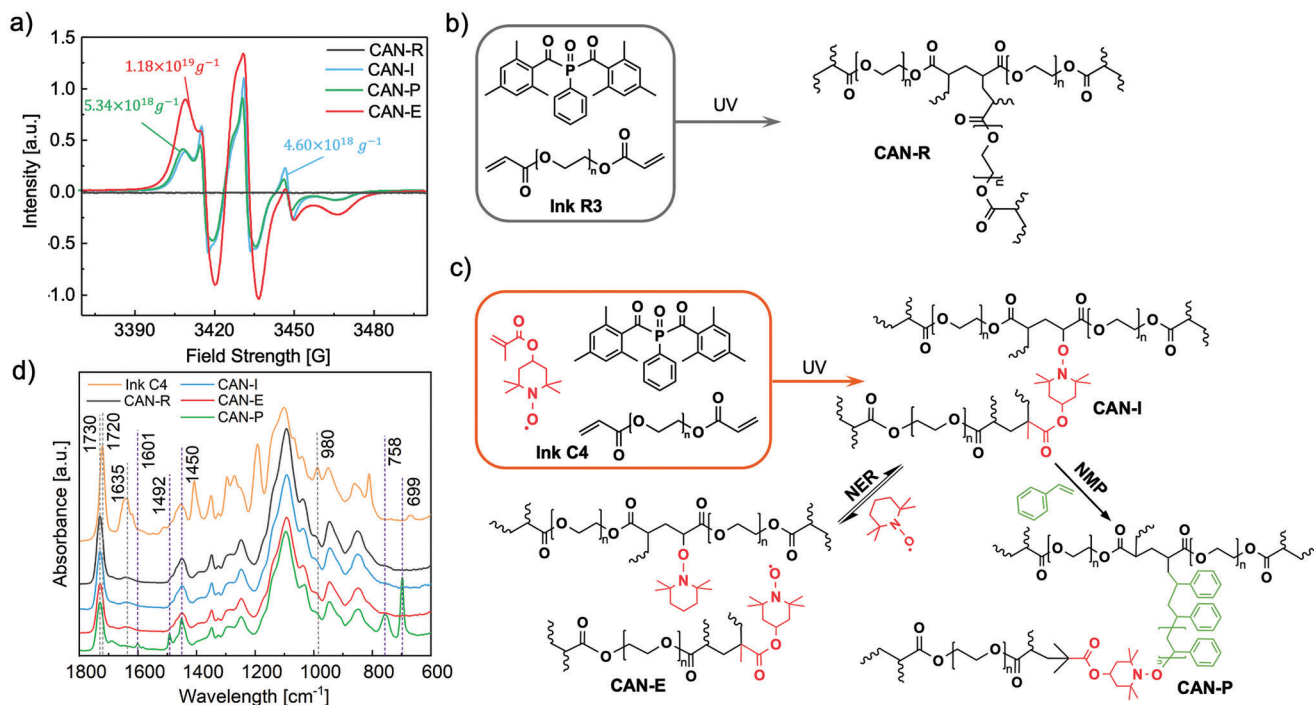 a)
1.5
1.0
0.5
0.0
-0.5
-1.0
Intensity [a.u.]
3390
3420
3450
3480
Field Strength [G]
CAN-R
CAN-I
CAN-P
CAN-E
1.18×10¹⁹g⁻¹
5.34×10¹⁸g⁻¹
4.60×10¹⁸ g⁻¹
b)
O
O
O
P
O
O
n
O
O
Ink R3
UV
O
O
n
O
O
O
O
n
O
O
O
O
n
O
O
CAN-R
c)
O
O
N
O
O
O
O
P
O
O
n
O
O
Ink C4
UV
O
O
n
O
O
O
O
n
O
O
O
N
O
O
n
O
O
O
O
CAN-I
NER
N
O
NMP
O
O
n
O
O
O
O
n
O
O
O
N
O
N
O
O
n
O
O
O
O
CAN-E
O
O
n
O
O
O
O
n
O
O
n
O
O
n
O
O
O
O
N
O
CAN-P
d)
Ink C4
CAN-R
CAN-I
CAN-E
CAN-P
1730
1720
1635
1601
1492
1450
980
758
699
Absorbance [a.u.]
1800
1600
1400
1200
1000
800
600
Wavelength [cm⁻¹]